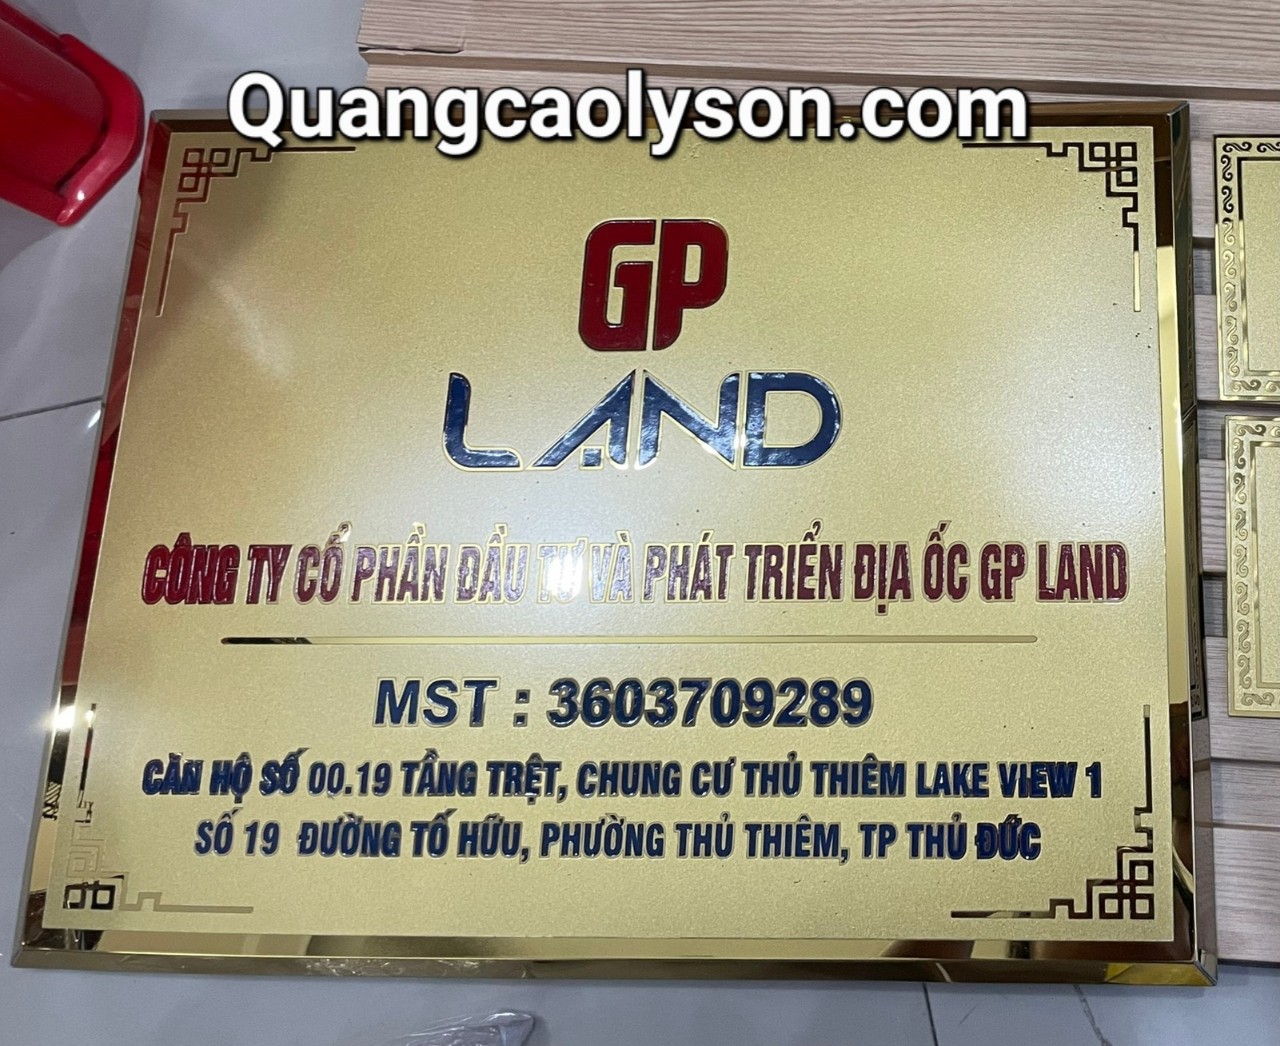 Quangcaolyson.com
GP
LAND
CÔNG TY CỔ PHẦN ĐẦU TƯ VÀ PHÁT TRIỂN ĐỊA ỐC GP LAND
MST : 3603709289
CĂN HỘ SỐ 00.19 TẦNG TRỆT, CHUNG CƯ THỦ THIÊM LAKE VIEW 1
SỐ 19 ĐƯỜNG TỐ HỮU, PHƯỜNG THỦ THIÊM, TP THỦ ĐỨC